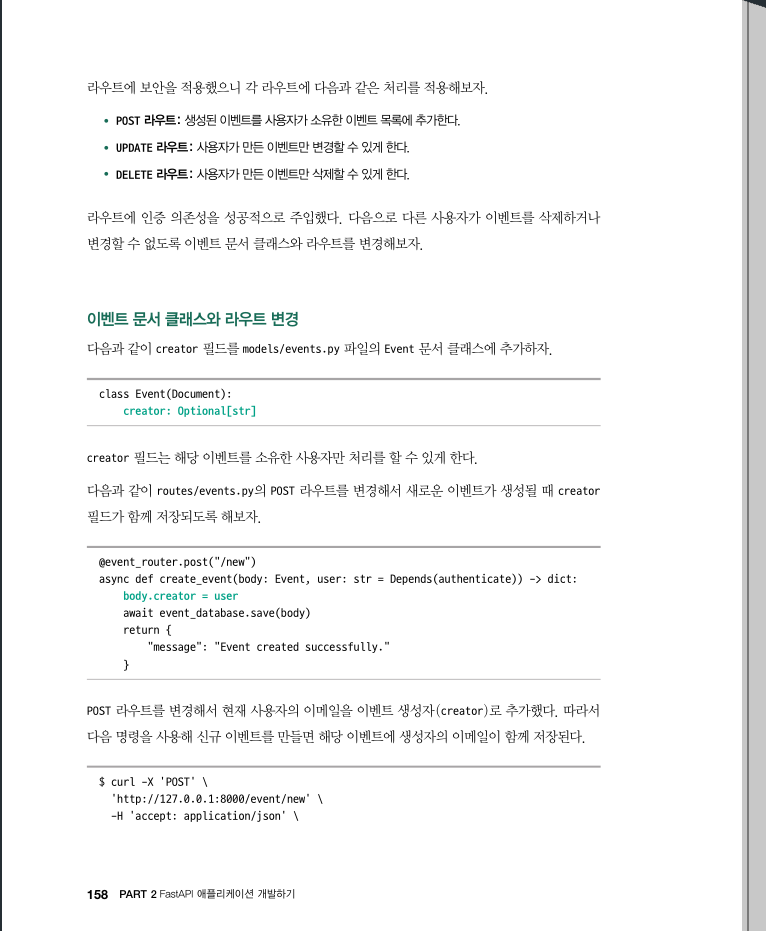 라우트에 보안을 적용했으니 각 라우트에 다음과 같은 처리를 적용해보자.
• POST 라우트: 생성된 이벤트를 사용자가 소유한 이벤트 목록에 추가한다.
• UPDATE 라우트: 사용자가 만든 이벤트만 변경할 수 있게 한다.
• DELETE 라우트: 사용자가 만든 이벤트만 삭제할 수 있게 한다.
라우트에 인증 의존성을 성공적으로 주입했다. 다음으로 다른 사용자가 이벤트를 삭제하거나
변경할 수 없도록 이벤트 문서 클래스와 라우트를 변경해보자.
이벤트 문서 클래스와 라우트 변경
다음과 같이 creator 필드를 models/events.py 파일의 Event 문서 클래스에 추가하자.
class Event(Document):
    creator: Optional[str]
creator 필드는 해당 이벤트를 소유한 사용자만 처리를 할 수 있게 한다.
다음과 같이 routes/events.py의 POST 라우트를 변경해서 새로운 이벤트가 생성될 때 creator
필드가 함께 저장되도록 해보자.
@event_router.post("/new")
async def create_event(body: Event, user: str = Depends(authenticate)) -> dict:
    body.creator = user
    await event_database.save(body)
    return {
        "message": "Event created successfully."
    }
POST 라우트를 변경해서 현재 사용자의 이메일을 이벤트 생성자(creator)로 추가했다. 따라서
다음 명령을 사용해 신규 이벤트를 만들면 해당 이벤트에 생성자의 이메일이 함께 저장된다.
$ curl -X 'POST' \
  'http://127.0.0.1:8000/event/new' \
  -H 'accept: application/json' \
158 PART 2 FastAPI 애플리케이션 개발하기